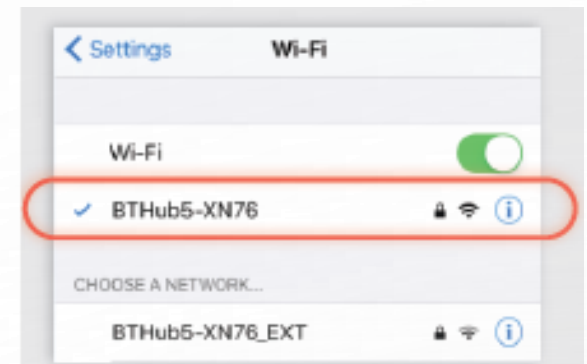 Settings Wi-Fi
Wi-Fi
BTHub5-XN76
CHOOSE A NETWORK...
BTHub5-XN76_EXT